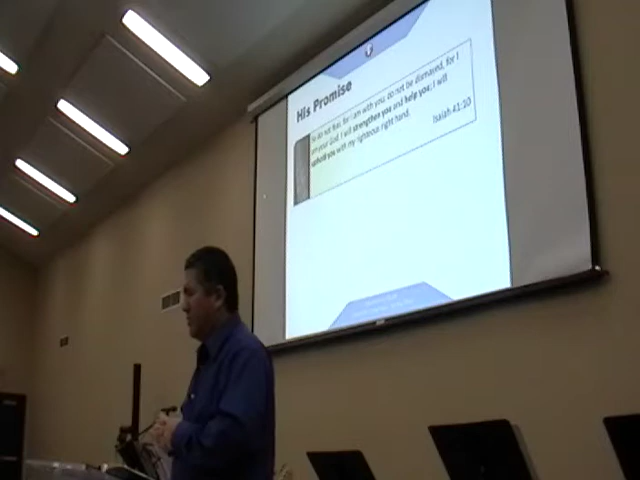 His Promise
So do not fear, for I am with you; do not be dismayed, for I
am your God. I will strengthen you and help you; I will
uphold you with my righteous right hand.
Isaiah 41:10